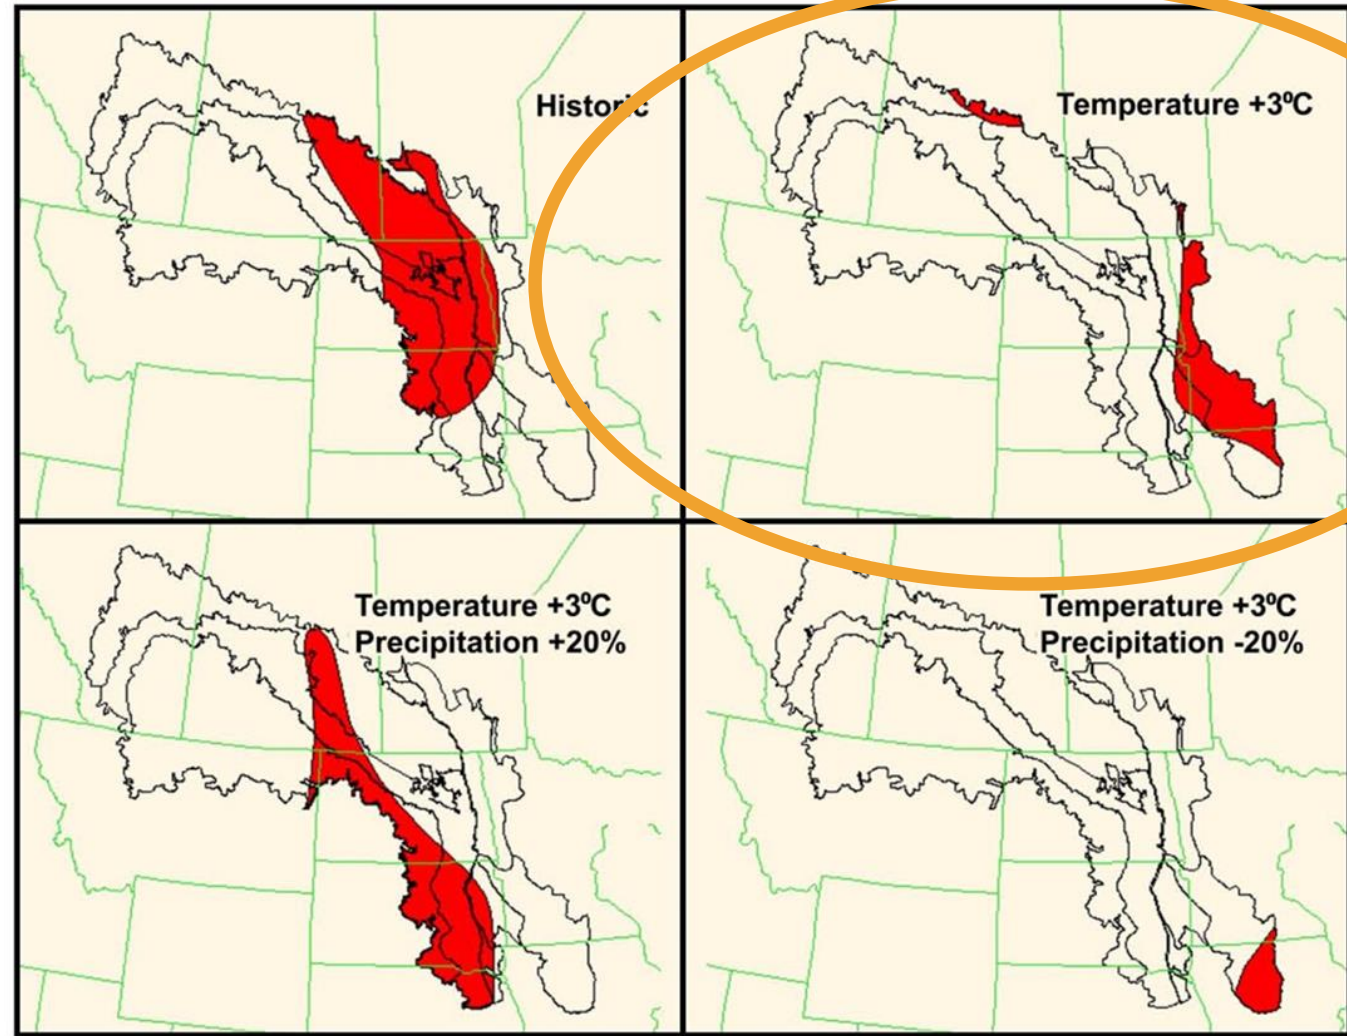 Historic
Temperature +3ºC
Temperature +3ºC
Precipitation +20%
Temperature +3ºC
Precipitation -20%